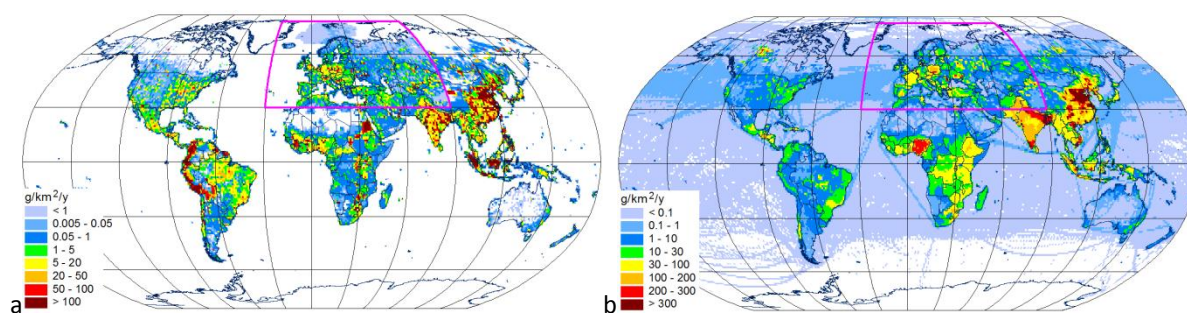 g/km²/y
< 1
0.005 - 0.05
0.05 - 1
1 - 5
5 - 20
20 - 50
50 - 100
> 100
a
g/km²/y
< 0.1
0.1 - 1
1 - 10
10 - 30
30 - 100
100 - 200
200 - 300
> 300
b